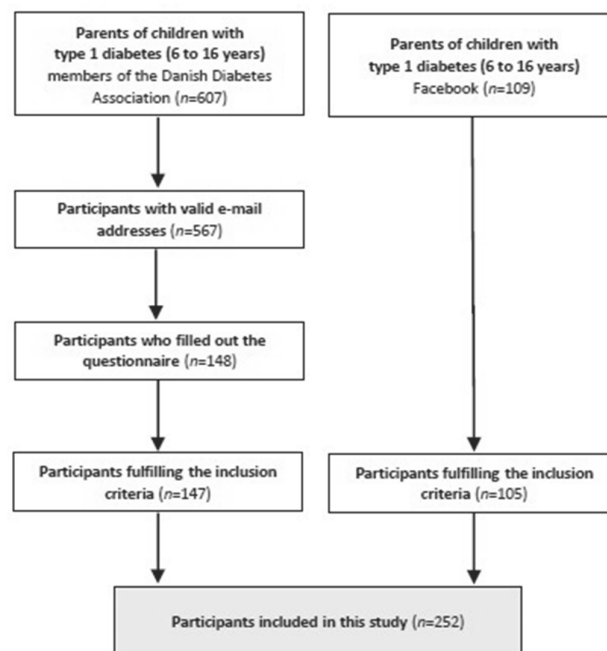 Parents of children with
type 1 diabetes (6 to 16 years)
members of the Danish Diabetes
Association (n=607)
Parents of children with
type 1 diabetes (6 to 16 years)
Facebook (n=109)
Participants with valid e-mail
addresses (n=567)
Participants who filled out the
questionnaire (n=148)
Participants fulfilling the inclusion
criteria (n=147)
Participants fulfilling the inclusion
criteria (n=105)
Participants included in this study (n=252)